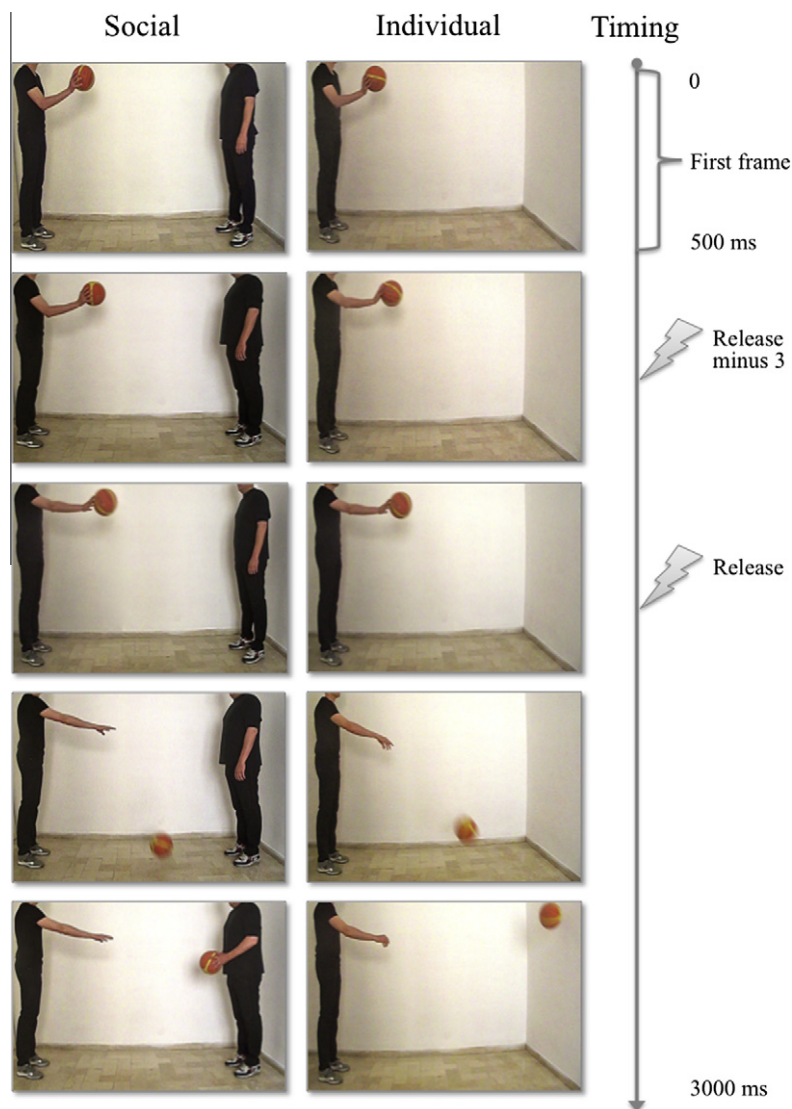 Social
Individual
Timing
0
First frame
500 ms
Release
minus 3
Release
3000 ms